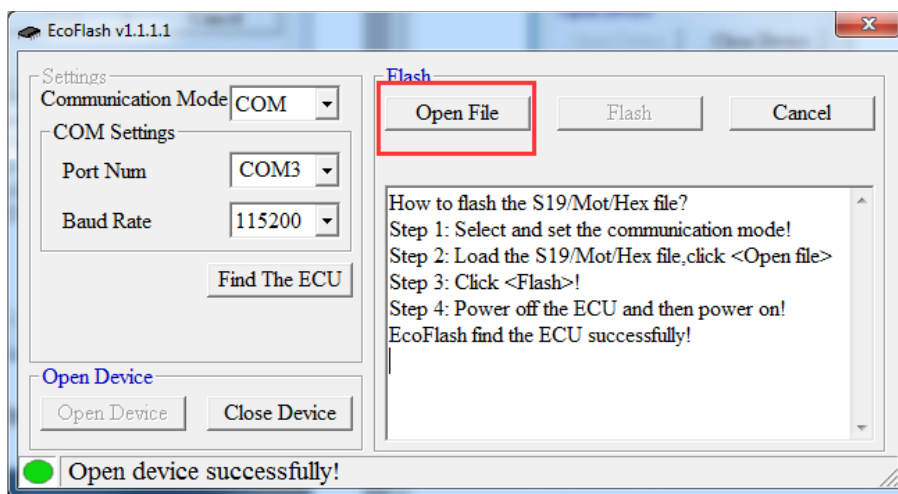 EcoFlash v1.1.1.1
Settings
Communication Mode COM
COM Settings
Port Num COM3
Baud Rate 115200
Find The ECU
Open Device
Open Device Close Device
Flash
Open File Flash Cancel
How to flash the S19/Mot/Hex file?
Step 1: Select and set the communication mode!
Step 2: Load the S19/Mot/Hex file,click <Open file>
Step 3: Click <Flash>!
Step 4: Power off the ECU and then power on!
EcoFlash find the ECU successfully!
Open device successfully!